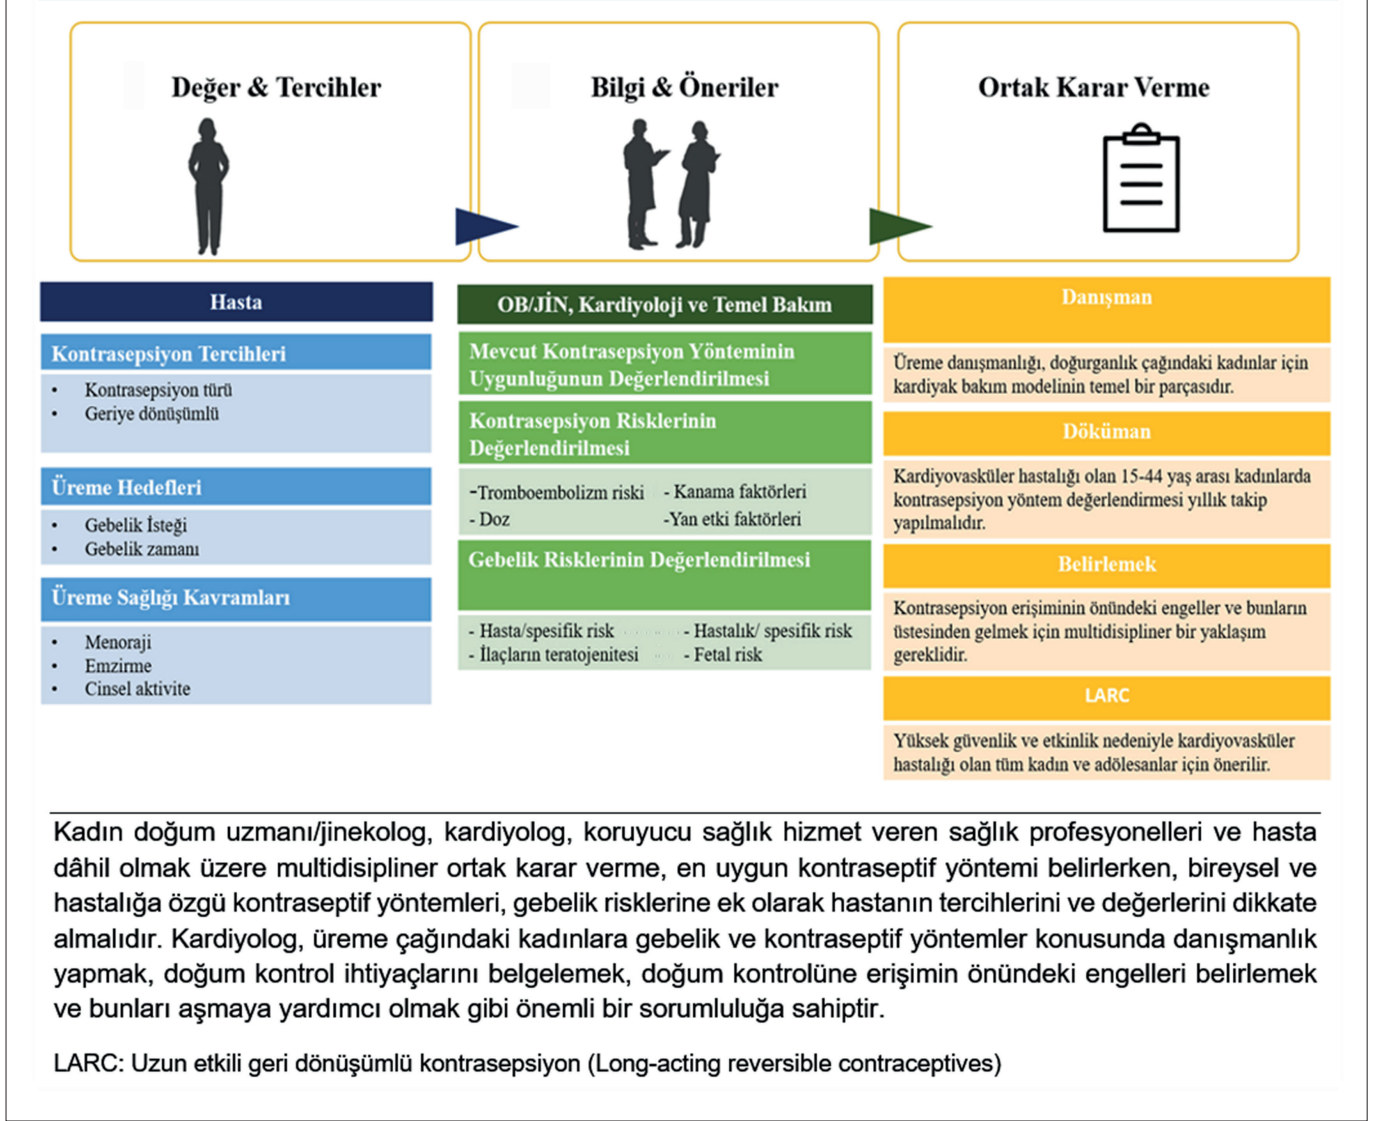 Değer & Tercihler
Bilgi & Öneriler
Ortak Karar Verme
Hasta
Kontrasepsiyon Tercihleri
• Kontrasepsiyon türü
• Geriye dönüşümlü
Üreme Hedefleri
• Gebelik İsteği
• Gebelik zamanı
Üreme Sağlığı Kavramları
• Menoraji
• Emzirme
• Cinsel aktivite
OB/JİN, Kardiyoloji ve Temel Bakım
Mevcut Kontrasepsiyon Yönteminin
Uygunluğunun Değerlendirilmesi
Kontrasepsiyon Risklerinin
Değerlendirilmesi
-Tromboembolizm riski - Kanama faktörleri
- Doz -Yan etki faktörleri
Gebelik Risklerinin Değerlendirilmesi
- Hasta/spesifik risk - Hastalık/ spesifik risk
- İlaçların teratojenitesi - Fetal risk
Danışman
Üreme danışmanlığı, doğurganlık çağındaki kadınlar için
kardiyak bakım modelinin temel bir parçasıdır.
Döküman
Kardiyovasküler hastalığı olan 15-44 yaş arası kadınlarda
kontrasepsiyon yöntem değerlendirmesi yıllık takip
yapılmalıdır.
Belirlemek
Kontrasepsiyon erişiminin önündeki engeller ve bunların
üstesinden gelmek için multidisipliner bir yaklaşım
gereklidir.
LARC
Yüksek güvenlik ve etkinlik nedeniyle kardiyovasküler
hastalığı olan tüm kadın ve adölesanlar için önerilir.
Kadın doğum uzmanı/jinekolog, kardiyolog, koruyucu sağlık hizmet veren sağlık profesyonelleri ve hasta
dâhil olmak üzere multidisipliner ortak karar verme, en uygun kontraseptif yöntemi belirlerken, bireysel ve
hastalığa özgü kontraseptif yöntemleri, gebelik risklerine ek olarak hastanın tercihlerini ve değerlerini dikkate
almalıdır. Kardiyolog, üreme çağındaki kadınlara gebelik ve kontraseptif yöntemler konusunda danışmanlık
yapmak, doğum kontrol ihtiyaçlarını belgelemek, doğum kontrolüne erişimin önündeki engelleri belirlemek
ve bunları aşmaya yardımcı olmak gibi önemli bir sorumluluğa sahiptir.
LARC: Uzun etkili geri dönüşümlü kontrasepsiyon (Long-acting reversible contraceptives)